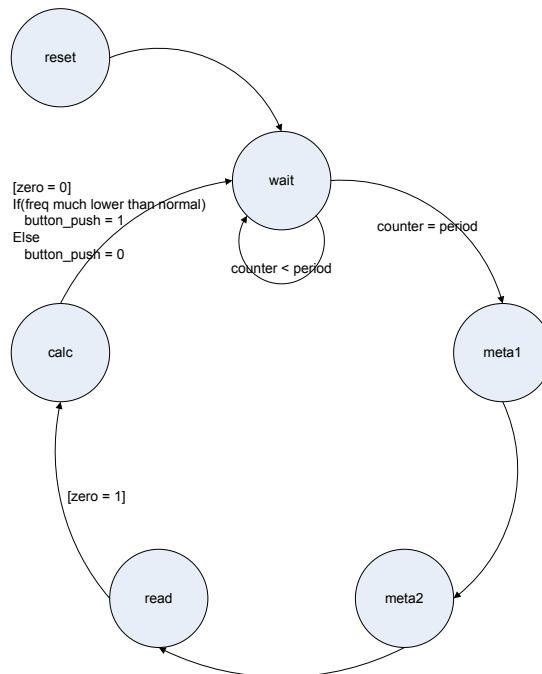 reset
wait
[zero = 0]
If(freq much lower than normal)
button_push = 1
Else
button_push = 0
counter = period
counter < period
calc
meta1
[zero = 1]
read
meta2